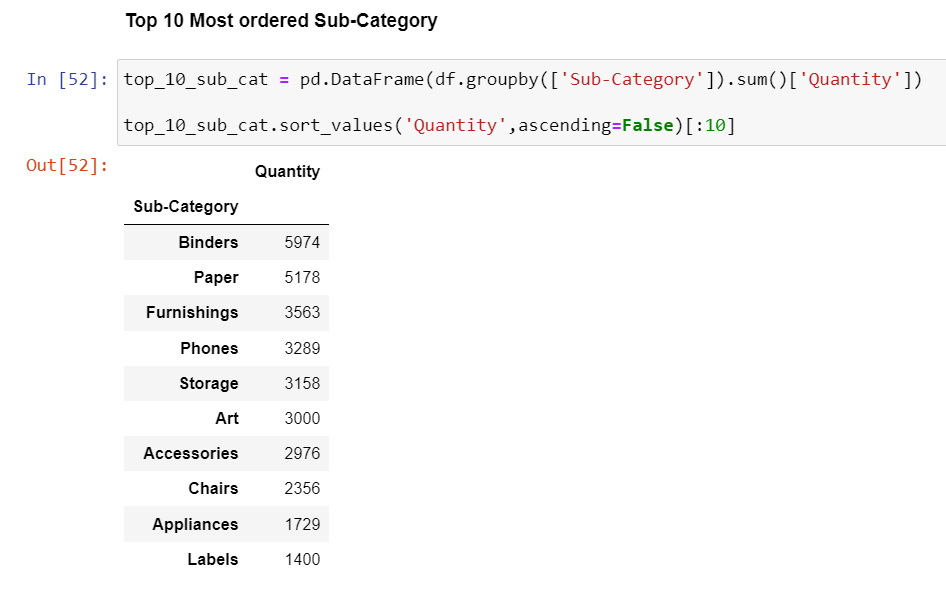 Top 10 Most ordered Sub-Category
In [52]: top_10_sub_cat = pd.DataFrame(df.groupby(['Sub-Category']).sum()['Quantity'])
top_10_sub_cat.sort_values('Quantity',ascending=False)[:10]
Out[52]:
Quantity
Sub-Category
Binders 5974
Paper 5178
Furnishings 3563
Phones 3289
Storage 3158
Art 3000
Accessories 2976
Chairs 2356
Appliances 1729
Labels 1400